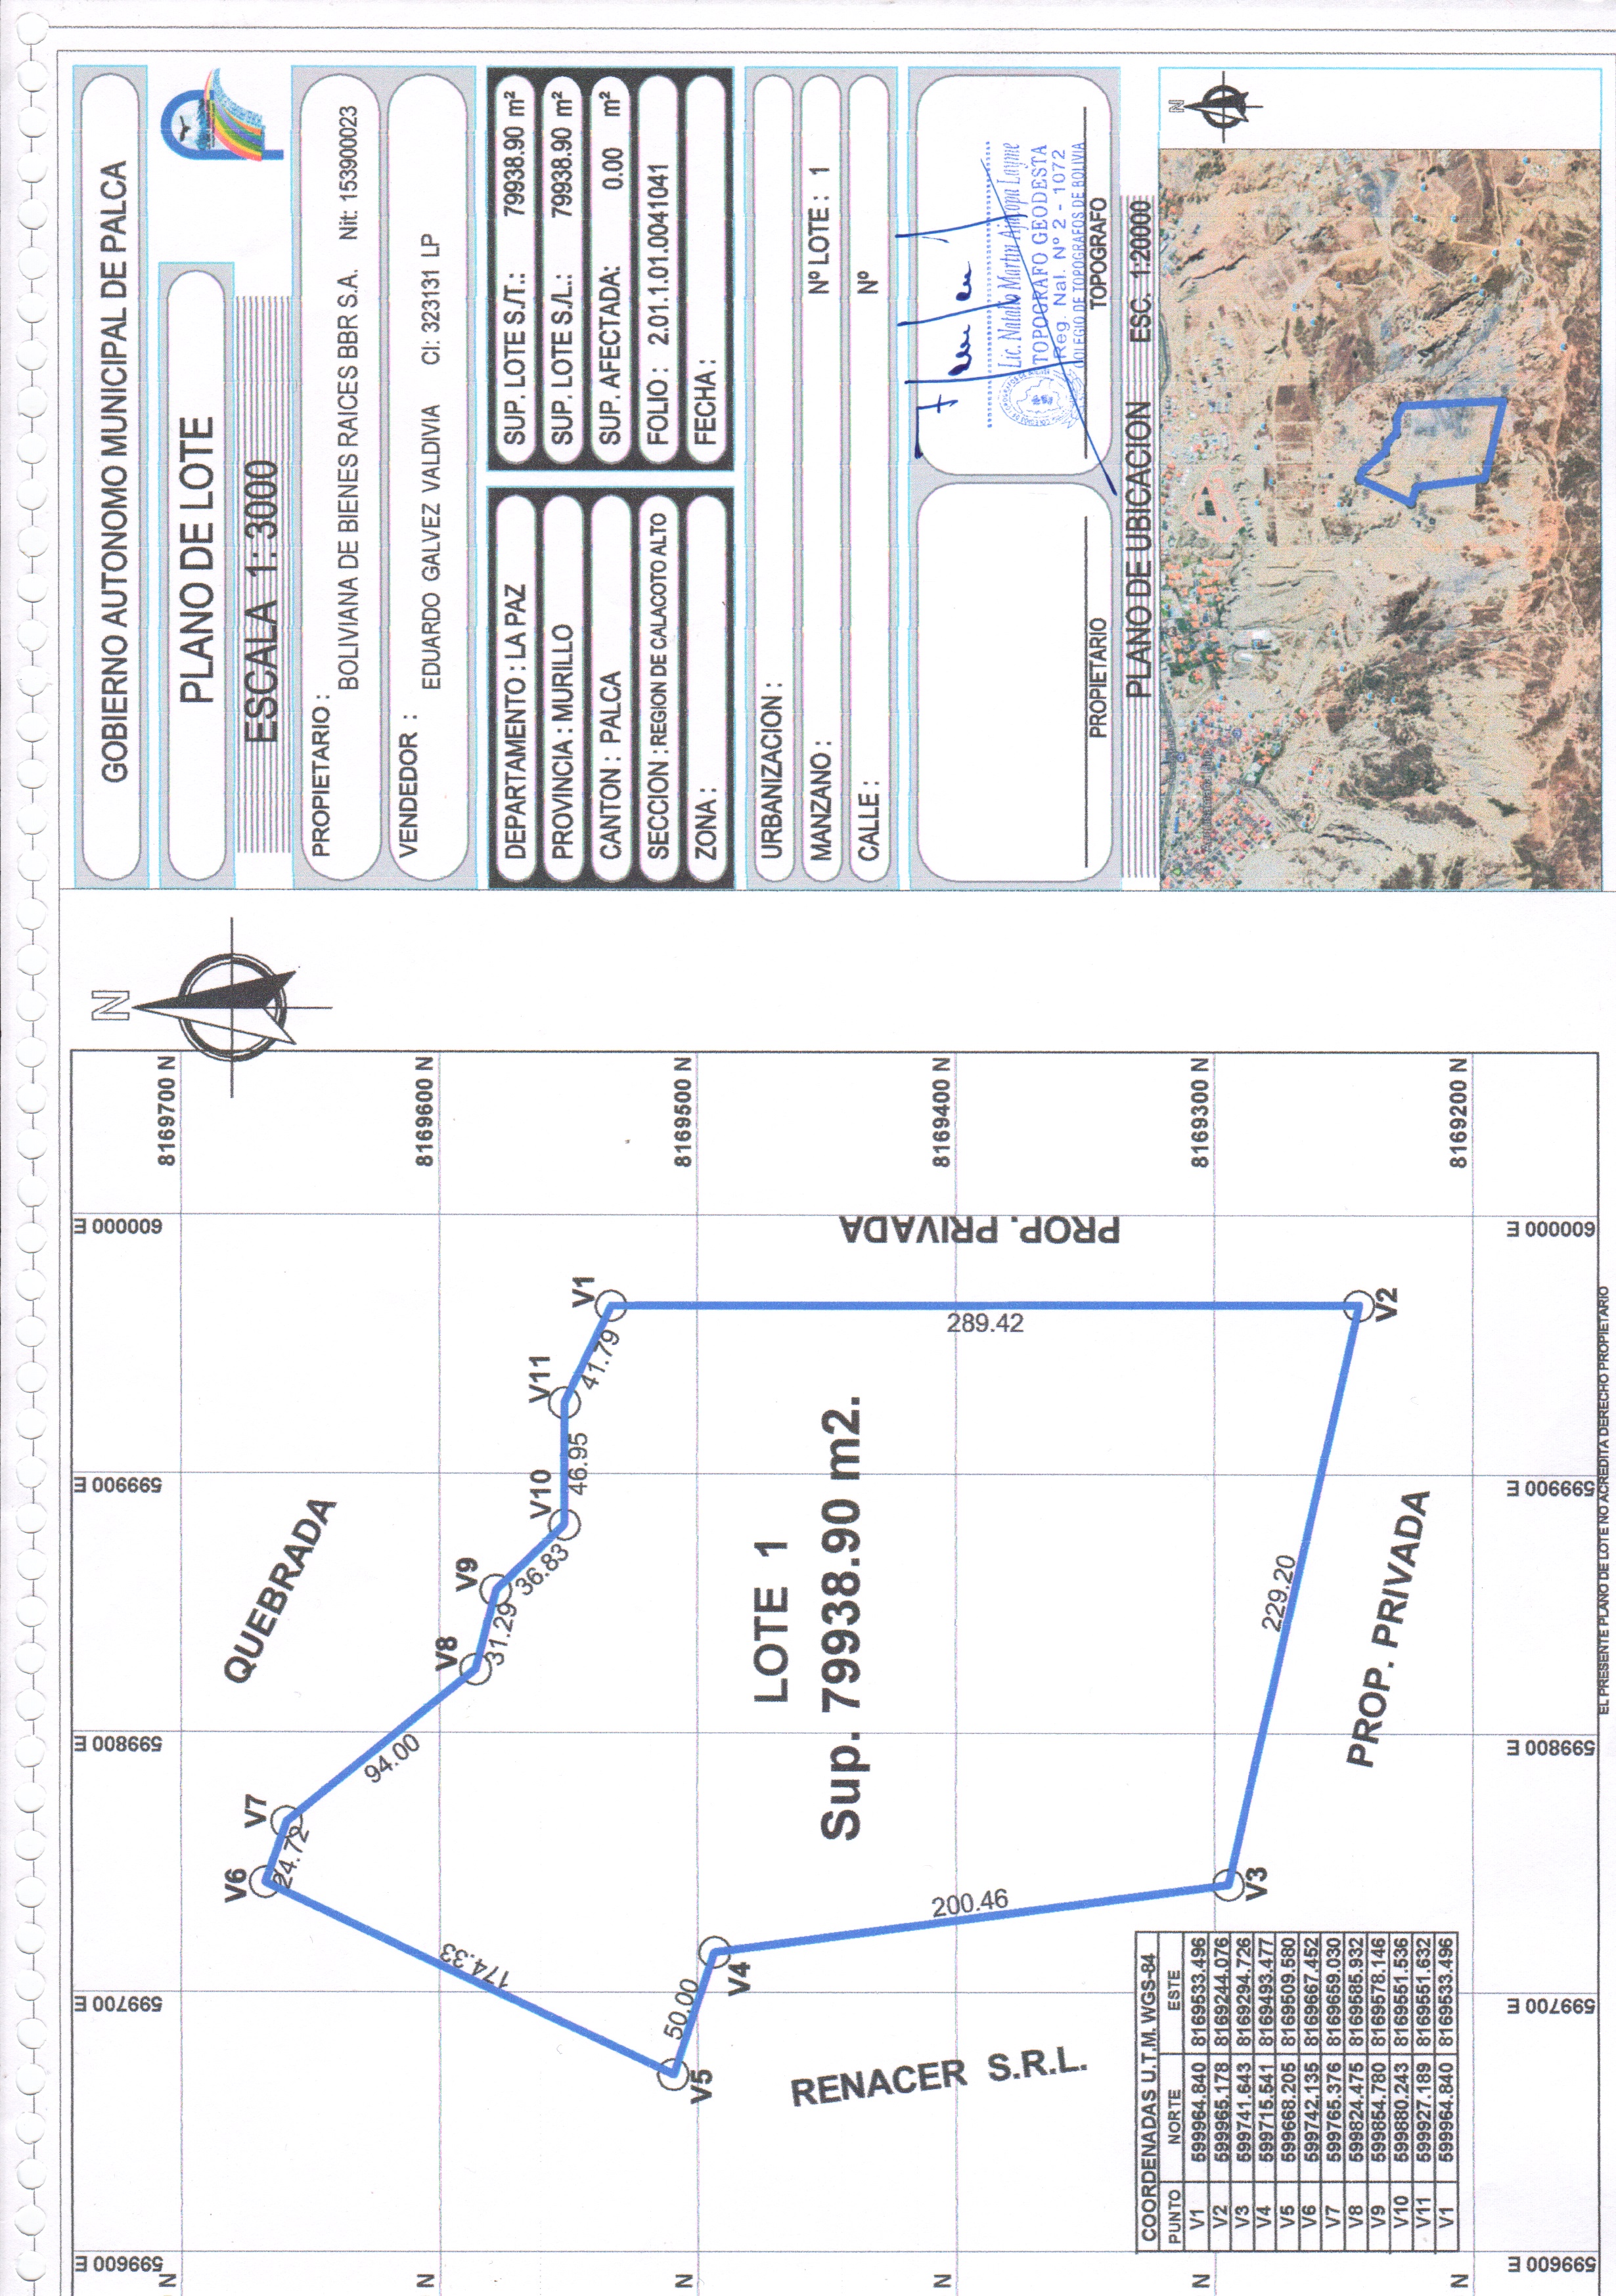 GOBIERNO AUTONOMO MUNICIPAL DE PALCA
PLANO DE LOTE
ESCALA 1: 3000
PROPIETARIO :
BOLIVIANA DE BIENES RAICES BBR S.A. Nit: 153900023
VENDEDOR :
EDUARDO GALVEZ VALDIVIA CI: 323131 LP
DEPARTAMENTO : LA PAZ
PROVINCIA : MURILLO
CANTON : PALCA
SECCION : REGION DE CALACOTO ALTO
ZONA :
SUP. LOTE S./T.: 79938.90 m²
SUP. LOTE S./L.: 79938.90 m²
SUP. AFECTADA: 0.00 m²
FOLIO : 2.01.1.01.0041041
FECHA :
URBANIZACION :
MANZANO : Nº LOTE : 1
CALLE : Nº
PROPIETARIO
Lic. Natalio Martin Layme
TOPOGRAFO GEODESTA
Reg. Nal. Nº 2 - 1072
COLEGIO DE TOPOGRAFOS DE BOLIVIA
TOPOGRAFO
PLANO DE UBICACION ESC. 1:20000
N
N
8169700 N
8169600 N
8169500 N
8169400 N
8169300 N
8169200 N
600000 E
599900 E
599800 E
599700 E
599600 E
600000 E
599900 E
599800 E
599700 E
599600 E
N
N
N
N
N
N
QUEBRADA
PROP. PRIVADA
PROP. PRIVADA
RENACER S.R.L.
LOTE 1
Sup. 79938.90 m2.
V1
V2
V3
V4
V5
V6
V7
V8
V9
V10
V11
289.42
229.20
200.46
50.00
174.33
24.72
94.00
31.29
36.83
46.95
41.79
COORDENADAS U.T.M. WGS-84
PUNTO NORTE ESTE
V1 599964.840 8169533.496
V2 599965.178 8169244.076
V3 599741.643 8169294.726
V4 599715.541 8169493.477
V5 599668.205 8169509.580
V6 599742.135 8169667.452
V7 599765.376 8169659.030
V8 599824.475 8169585.932
V9 599854.780 8169578.146
V10 599880.243 8169551.536
V11 599927.189 8169551.632
V1 599964.840 8169533.496
EL PRESENTE PLANO DE LOTE NO ACREDITA DERECHO PROPIETARIO